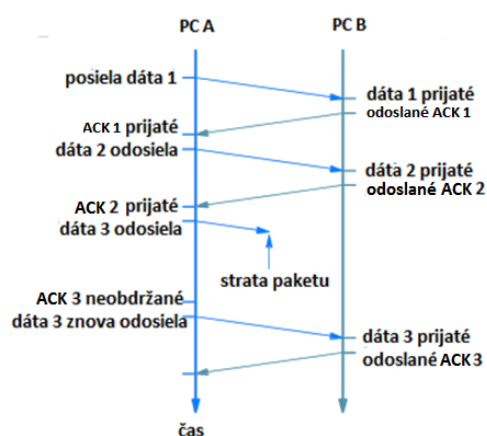 PC A
PC B
posiela dáta 1
dáta 1 prijaté
odoslané ACK 1
ACK 1 prijaté
dáta 2 odosiela
dáta 2 prijaté
odoslané ACK 2
ACK 2 prijaté
dáta 3 odosiela
strata paketu
ACK 3 neobdržané
dáta 3 znova odosiela
dáta 3 prijaté
odoslané ACK 3
čas